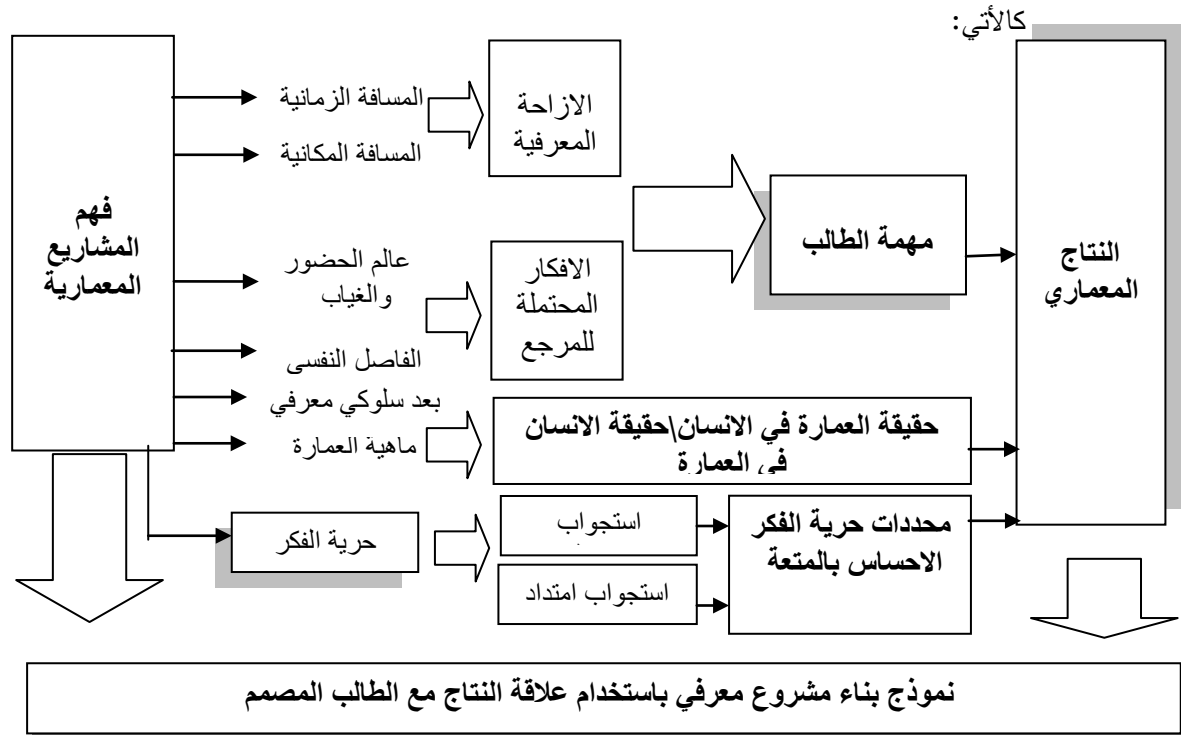 كالأتي:
فهم
المشاريع
المعمارية
المسافة الزمانية
المسافة المكانية
الازاحة
المعرفية
عالم الحضور
والغياب
الفاصل النفسى
الافكار
المحتملة
للمرجع
مهمة الطالب
النتاج
المعماري
بعد سلوكي معرفي
ماهية العمارة
حقيقة العمارة في الانسان\حقيقة الانسان
في العمارة
حرية الفكر
استجواب
استجواب امتداد
محددات حرية الفكر
الاحساس بالمتعة
نموذج بناء مشروع معرفي باستخدام علاقة النتاج مع الطالب المصمم